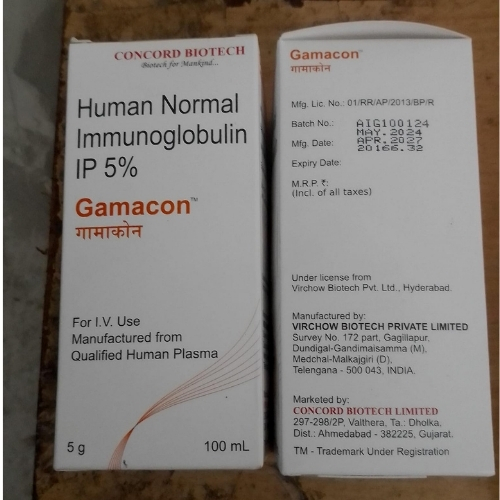 CONCORD BIOTECH
Biotech for Mankind...
Human Normal
Immunoglobulin
IP 5%
Gamacon™
गामाकोन
For I.V. Use
Manufactured from
Qualified Human Plasma
5 g
100 mL
Gamacon™
गामाकोन
Mfg. Lic. No.: 01/RR/AP/2013/BP/R
Batch No.: AIG100124
MAY.2024
Mfg. Date: APR.2027
20166.32
Expiry Date:
M.R.P. ₹:
(Incl. of all taxes)
Under license from
Virchow Biotech Pvt. Ltd., Hyderabad.
Manufactured by:
VIRCHOW BIOTECH PRIVATE LIMITED
Survey No. 172 part, Gagillapur,
Dundigal-Gandimaisamma (M),
Medchal-Malkajgiri (D),
Telengana - 500 043, INDIA.
Marketed by:
CONCORD BIOTECH LIMITED
297-298/2P, Valthera, Ta.: Dholka,
Dist.: Ahmedabad - 382225, Gujarat.
TM - Trademark Under Registration